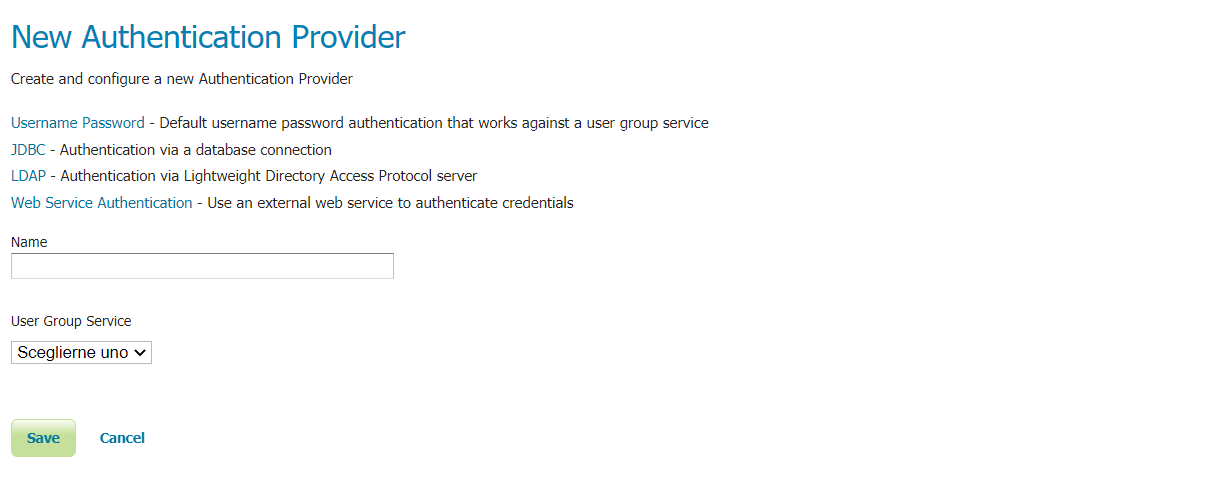 New Authentication Provider
Create and configure a new Authentication Provider
Username Password - Default username password authentication that works against a user group service
JDBC - Authentication via a database connection
LDAP - Authentication via Lightweight Directory Access Protocol server
Web Service Authentication - Use an external web service to authenticate credentials
Name
User Group Service
Sceglierne uno
Save Cancel